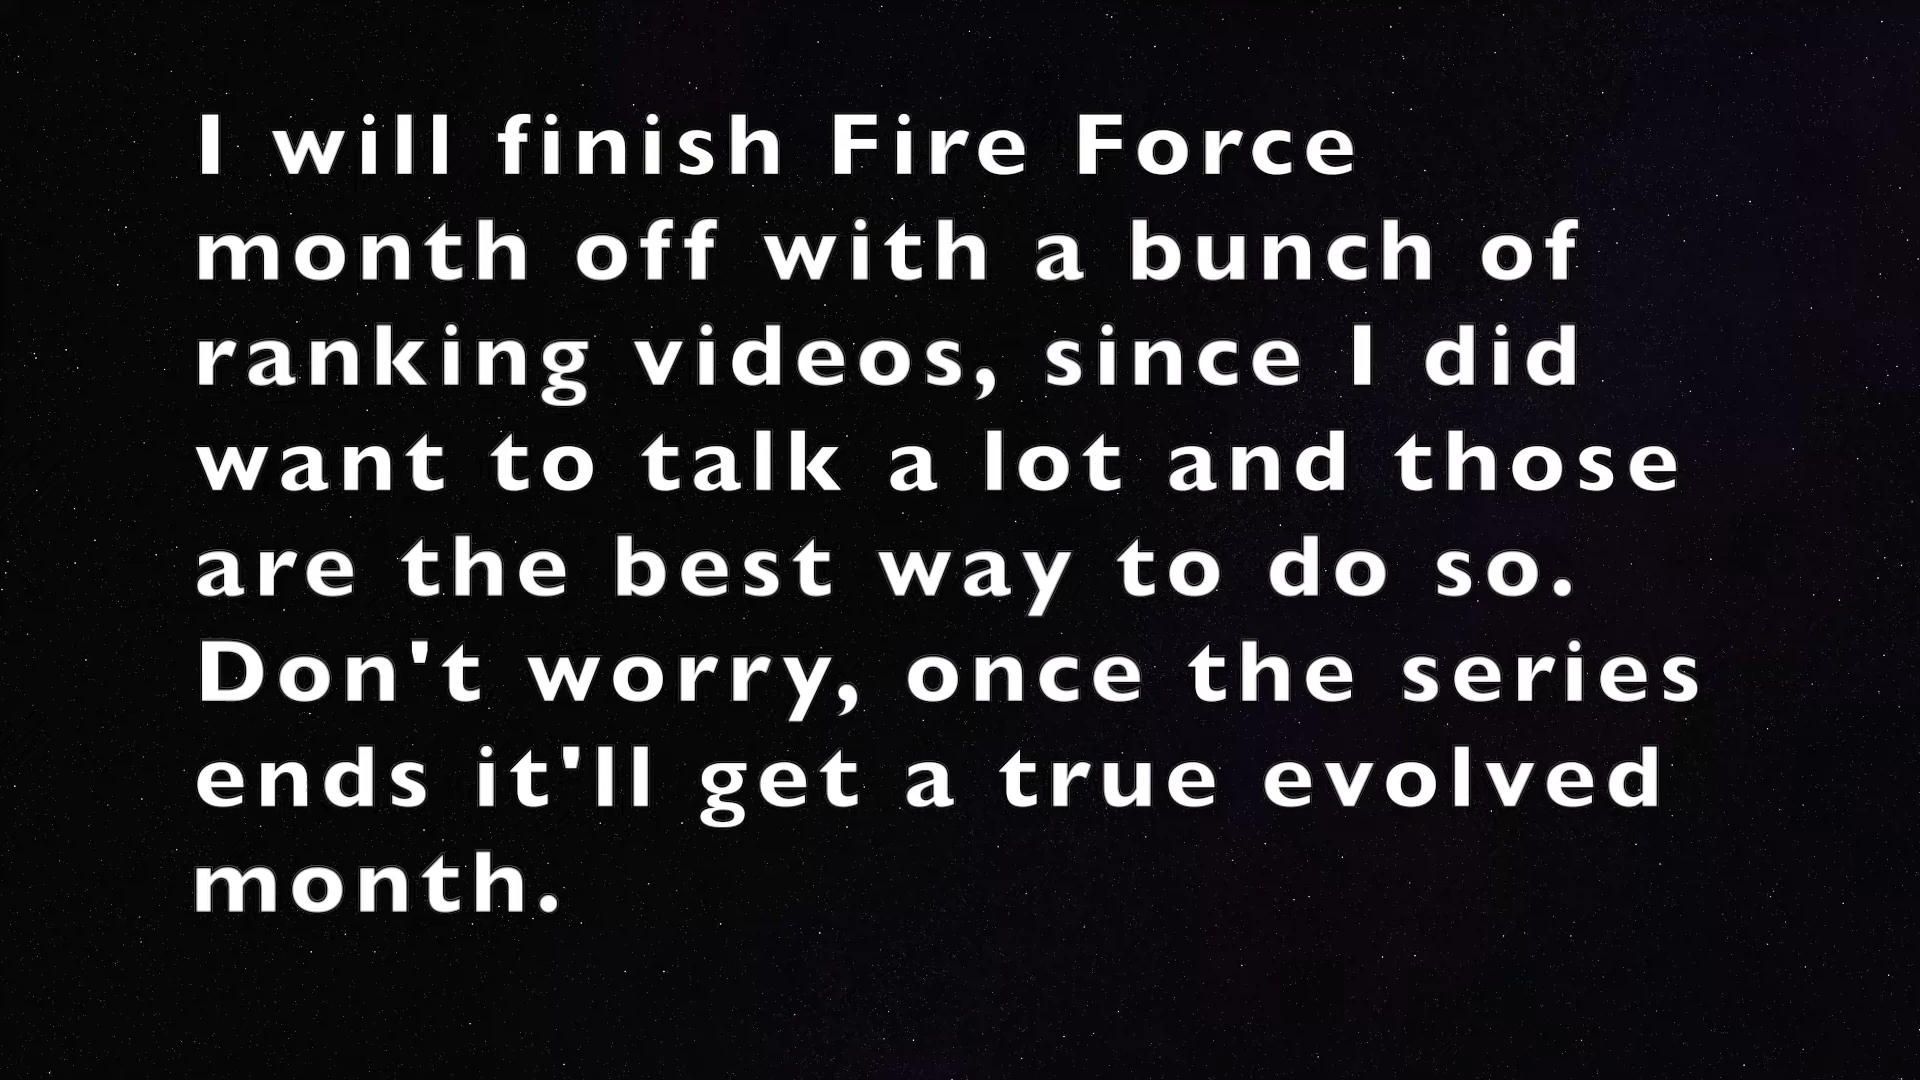 I will finish Fire Force
month off with a bunch of
ranking videos, since I did
want to talk a lot and those
are the best way to do so.
Don't worry, once the series
ends it'll get a true evolved
month.